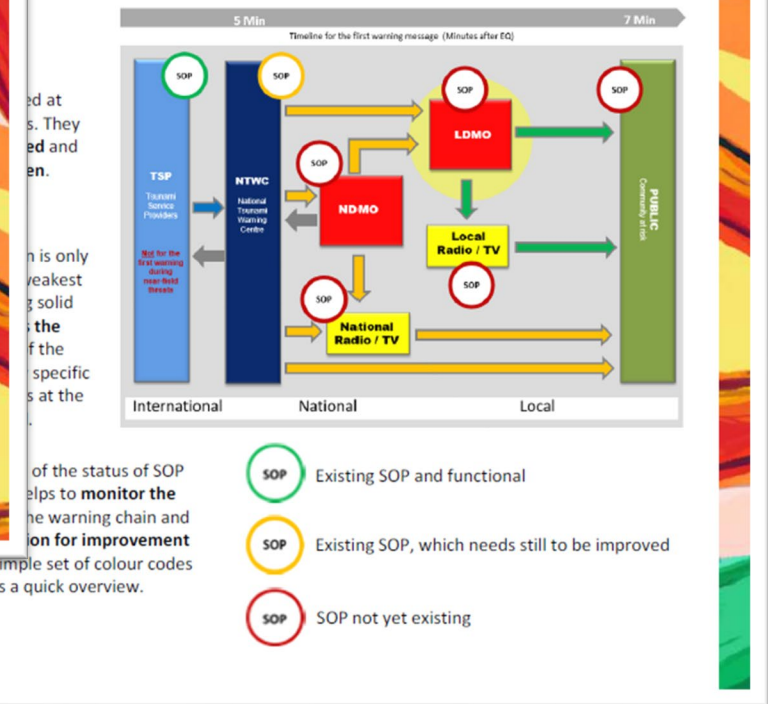 5 Min
7 Min
Timeline for the first warning message (Minutes after EQ)
SOP
SOP
SOP
SOP
SOP
SOP
SOP
TSP
Tsunami
Service
Providers
Not for the
first warning
during
near-field
threats
NTWC
National
Tsunami
Warning
Centre
NDMO
LDMO
Local
Radio / TV
National
Radio / TV
PUBLIC
Community at risk
International
National
Local
ed at
s. They
ed and
en.
n is only
weakest
g solid
s the
f the
specific
s at the
.
of the status of SOP
elps to monitor the
he warning chain and
ion for improvement
imple set of colour codes
s a quick overview.
SOP
Existing SOP and functional
SOP
Existing SOP, which needs still to be improved
SOP
SOP not yet existing